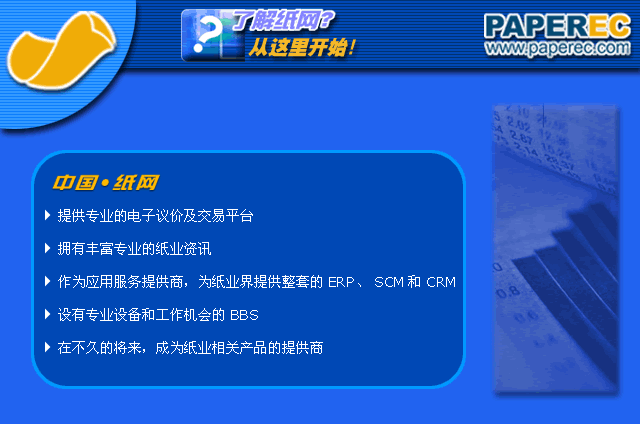 了解纸网?
从这里开始!
PAPEREC
www.paperec.com
中国·纸网
提供专业的电子议价及交易平台
拥有丰富专业的纸业资讯
作为应用服务提供商，为纸业界提供整套的 ERP、 SCM 和 CRM
设有专业设备和工作机会的 BBS
在不久的将来，成为纸业相关产品的提供商